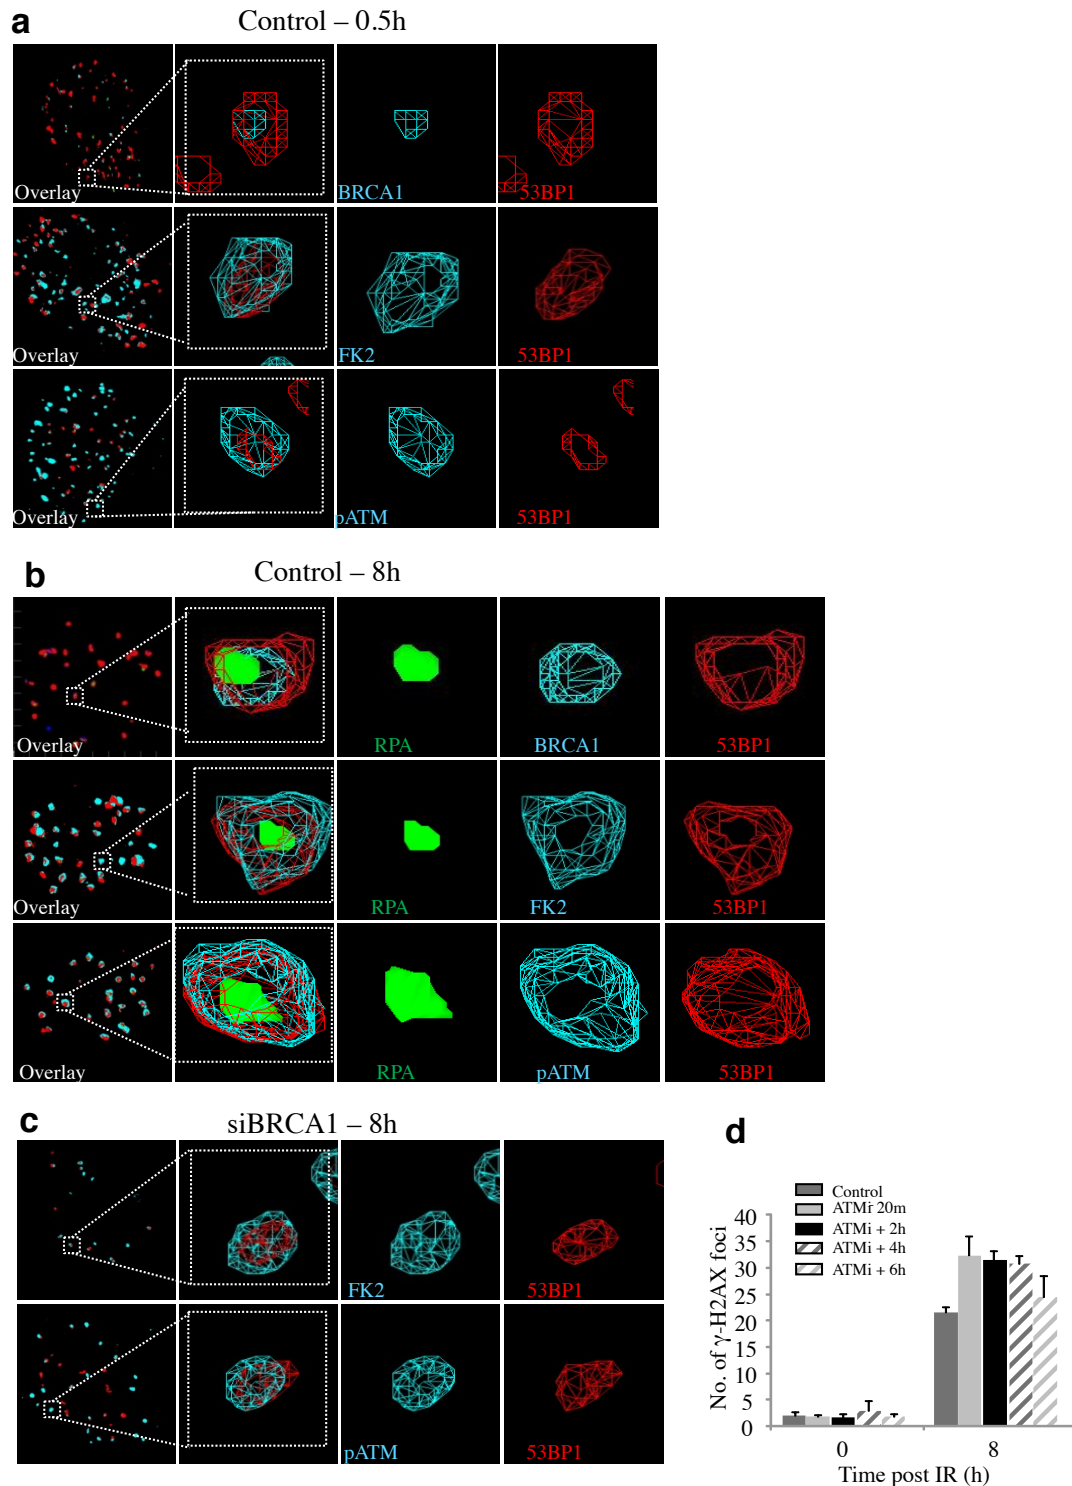 a
Control – 0.5h
Overlay
BRCA1
53BP1
Overlay
FK2
53BP1
Overlay
pATM
53BP1
b
Control – 8h
Overlay
RPA
BRCA1
53BP1
Overlay
RPA
FK2
53BP1
Overlay
RPA
pATM
53BP1
c
siBRCA1 – 8h
FK2
53BP1
pATM
53BP1
d
Control
ATMi- 20m
ATMi + 2h
ATMi + 4h
ATMi + 6h
No. of γ-H2AX foci
40
35
30
25
20
15
10
5
0
0
8
Time post IR (h)